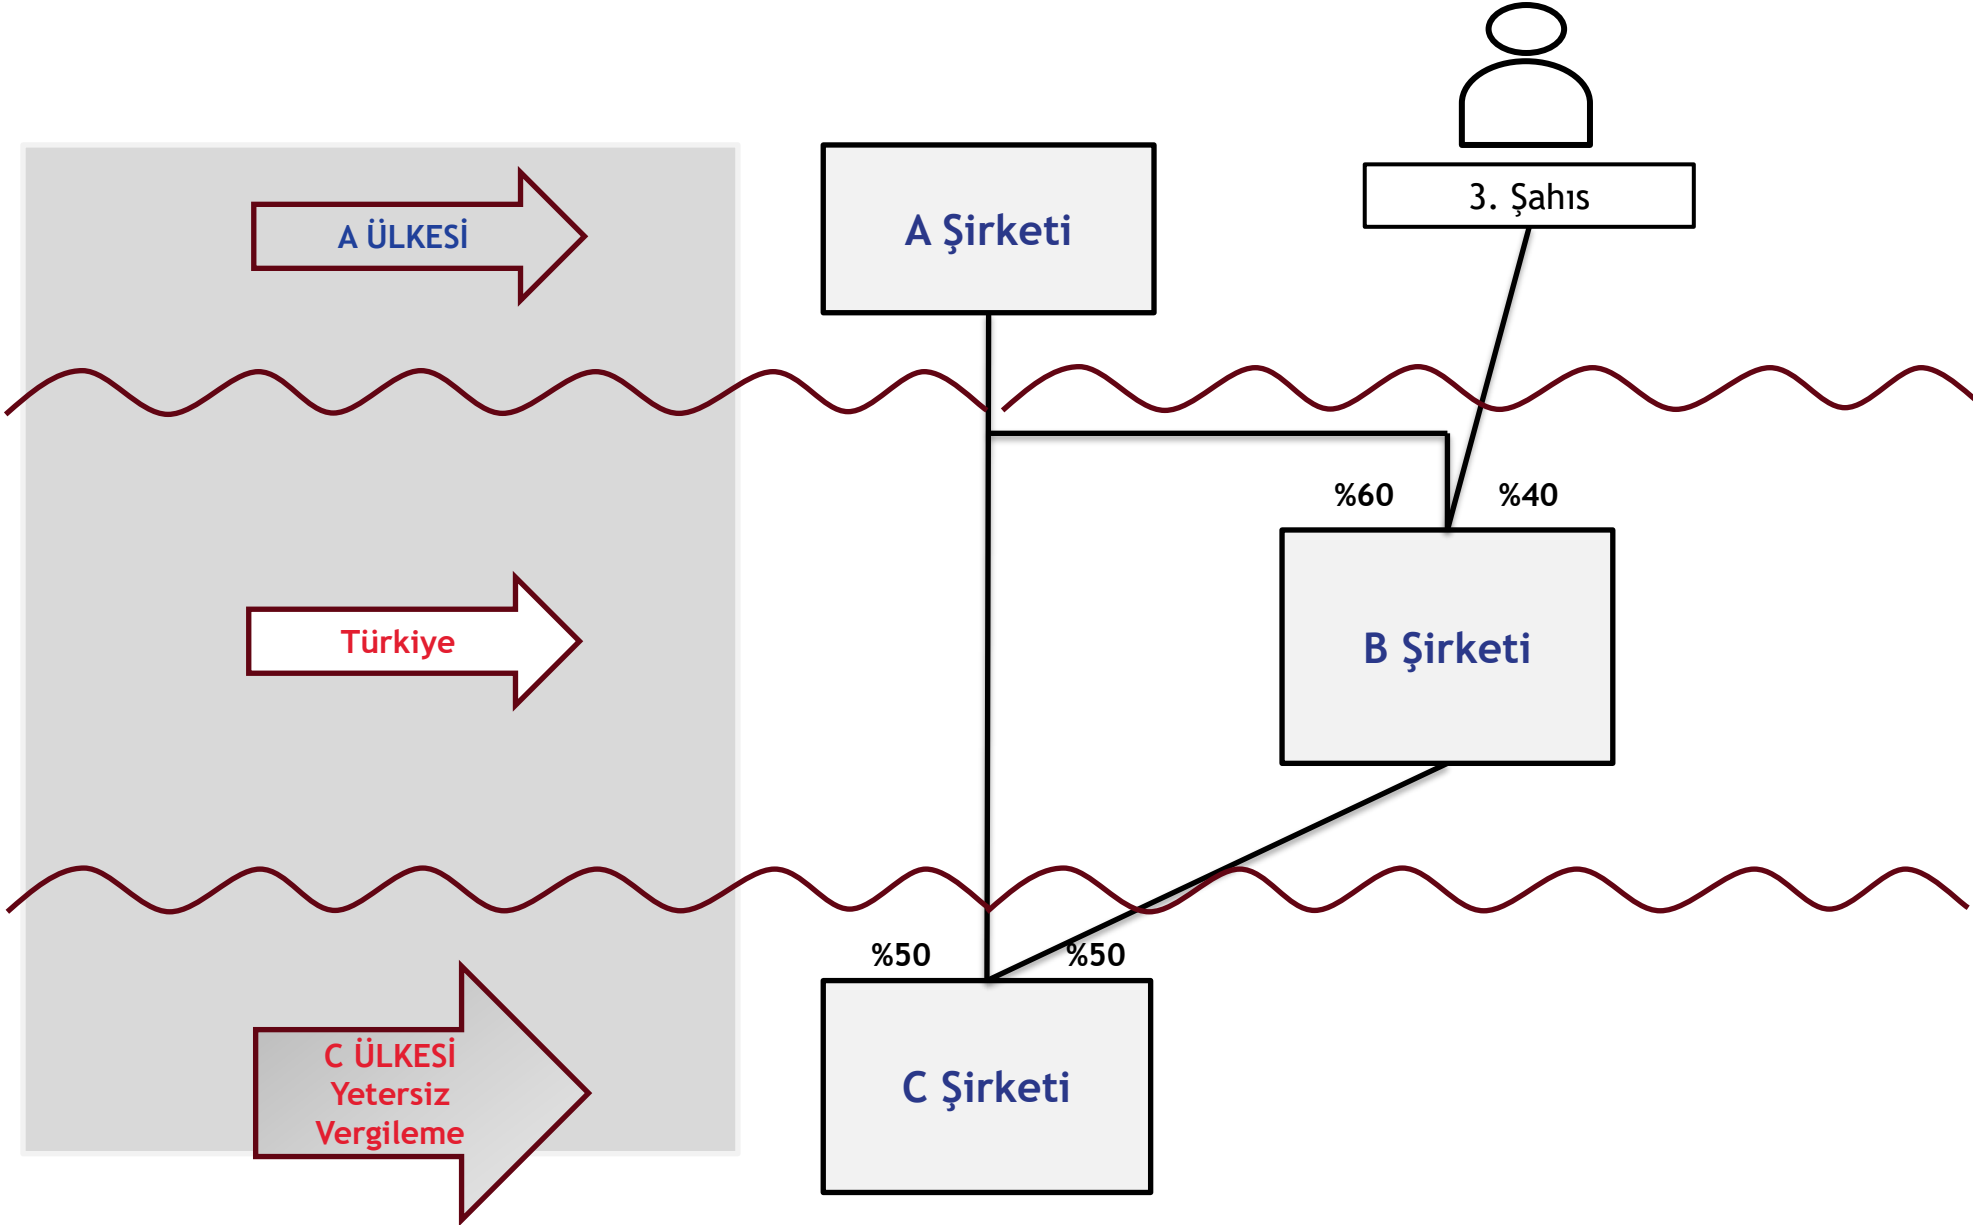 3. Şahıs
A ÜLKESİ
A Şirketi
%60
%40
Türkiye
B Şirketi
%50
%50
C ÜLKESİ
Yetersiz
Vergileme
C Şirketi